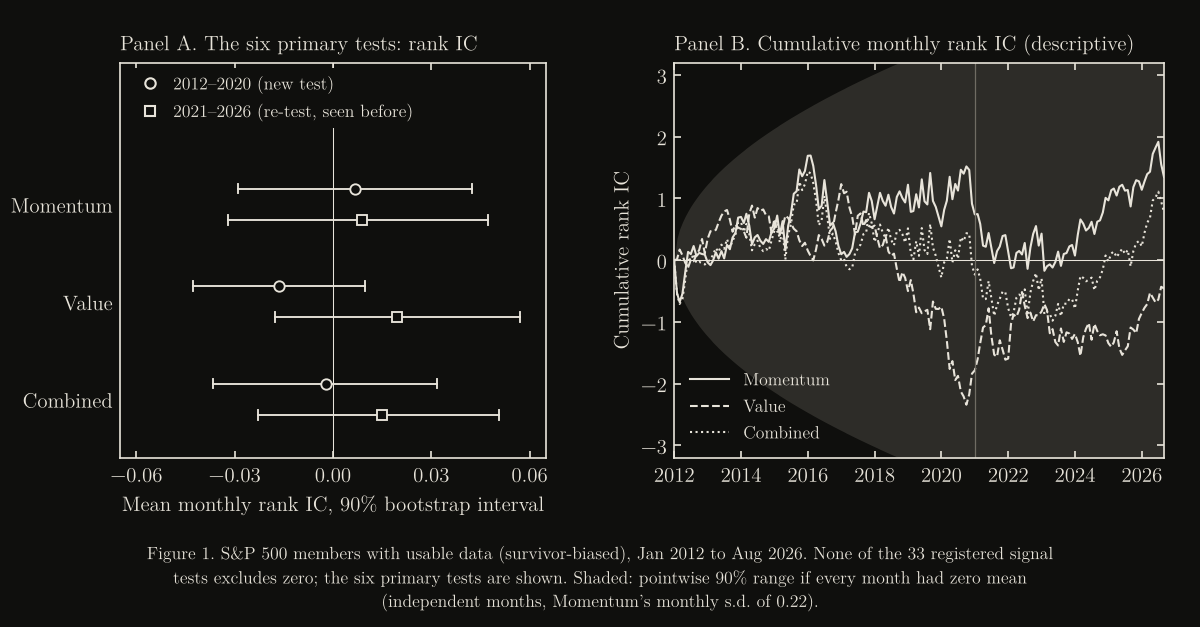 Panel A. The six primary tests: rank IC
2012–2020 (new test)
2021–2026 (re-test, seen before)
Momentum
Value
Combined
−0.06 −0.03 0.00 0.03 0.06
Mean monthly rank IC, 90% bootstrap interval
Panel B. Cumulative monthly rank IC (descriptive)
Cumulative rank IC
3
2
1
0
−1
−2
−3
Momentum
Value
Combined
2012 2014 2016 2018 2020 2022 2024 2026
Figure 1. S&P 500 members with usable data (survivor-biased), Jan 2012 to Aug 2026. None of the 33 registered signal
tests excludes zero; the six primary tests are shown. Shaded: pointwise 90% range if every month had zero mean
(independent months, Momentum's monthly s.d. of 0.22).